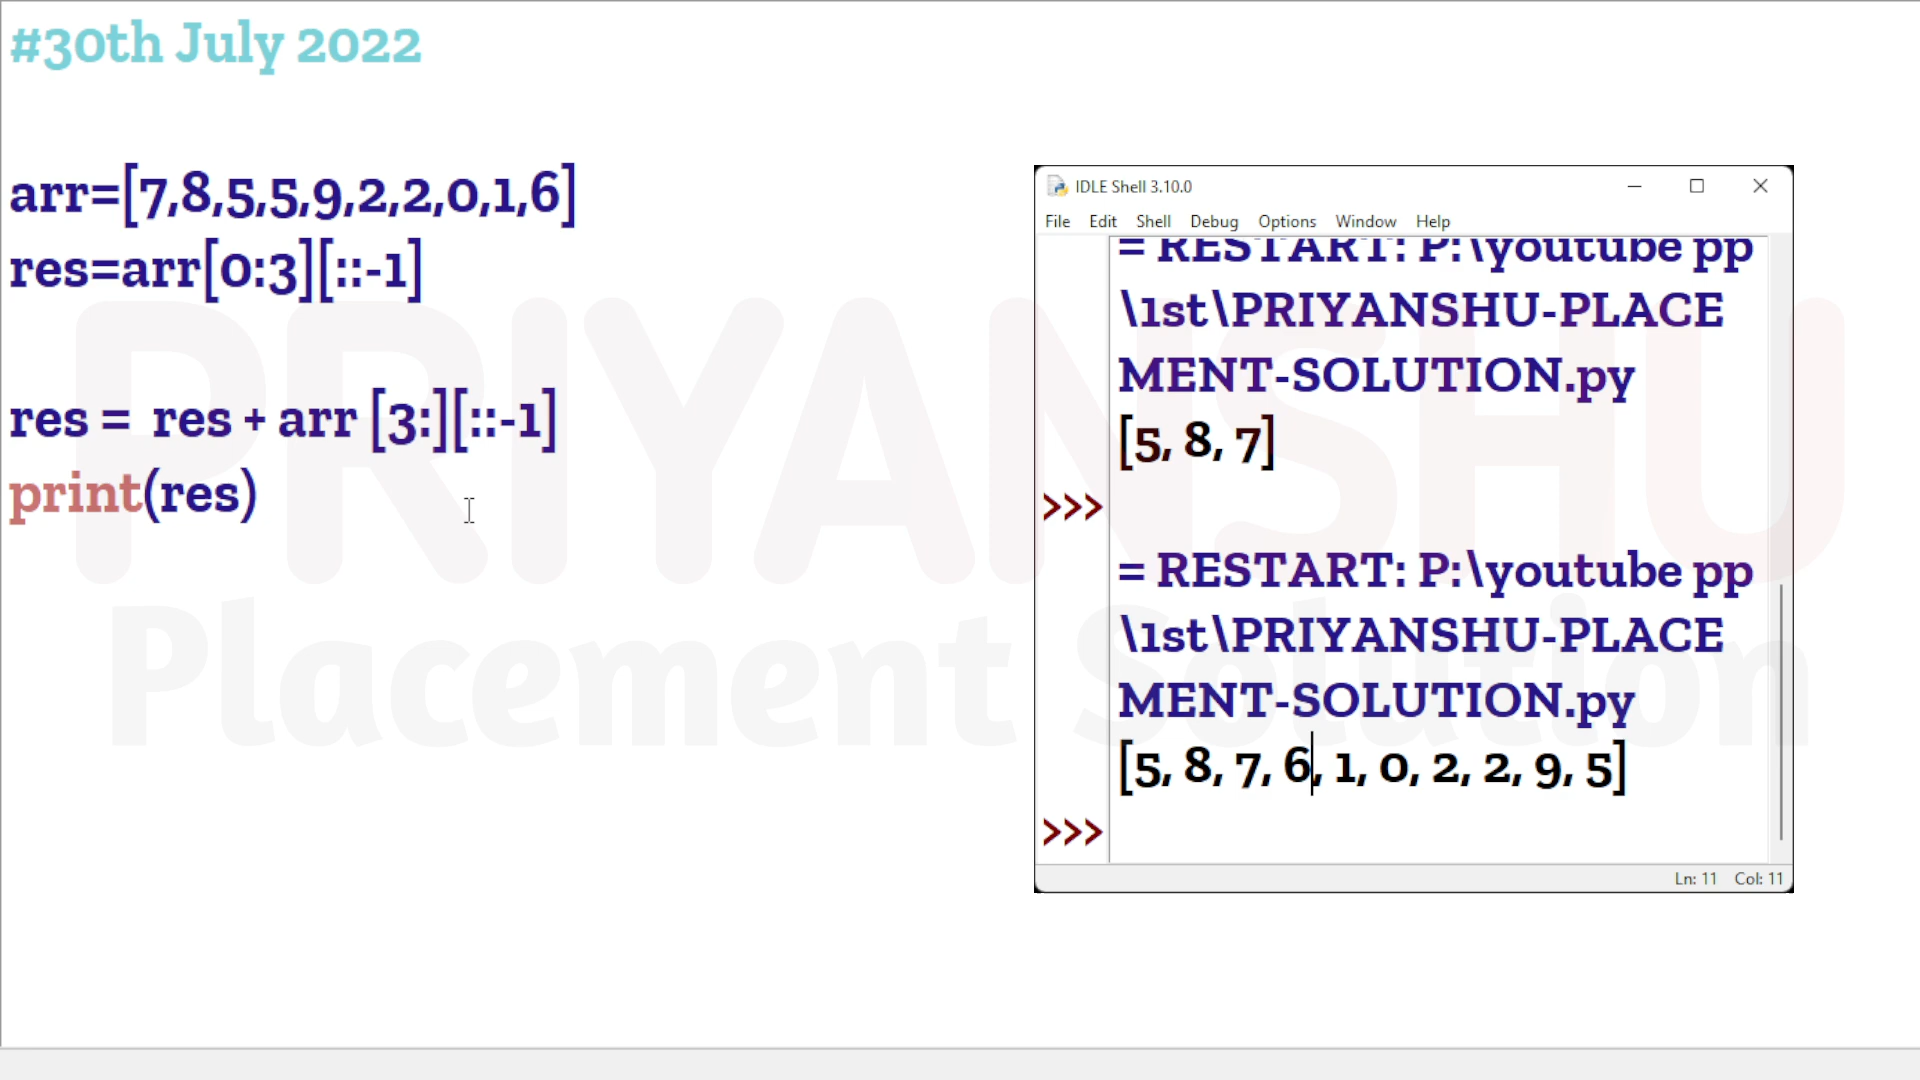 #30th July 2022
arr=[7,8,5,5,9,2,2,0,1,6]
res=arr[0:3][::-1]
res =  res + arr [3:][::-1]
print(res)
IDLE Shell 3.10.0
File Edit Shell Debug Options Window Help
= RESTART: P:\youtube pp
\1st\PRIYANSHU-PLACE
MENT-SOLUTION.py
[5, 8, 7]
>>>
= RESTART: P:\youtube pp
\1st\PRIYANSHU-PLACE
MENT-SOLUTION.py
[5, 8, 7, 6, 1, 0, 2, 2, 9, 5]
>>>
Ln: 11 Col: 11
PRIYANSHU
Placement Solution